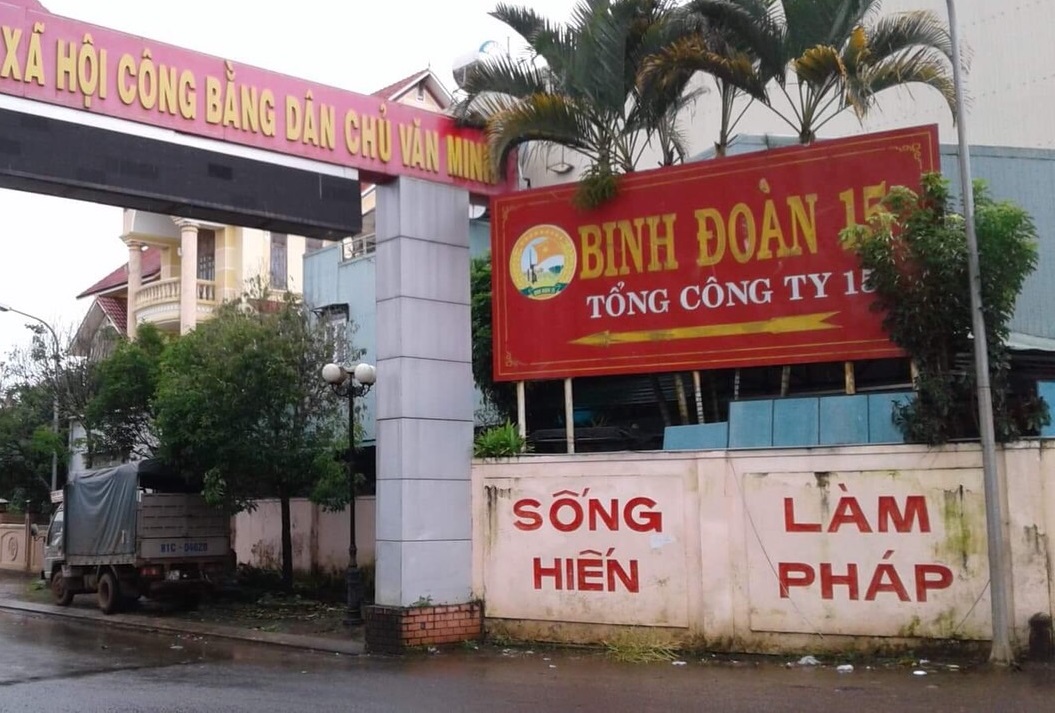 XÃ HỘI CÔNG BẰNG DÂN CHỦ VĂN MINH
BINH ĐOÀN 15
TỔNG CÔNG TY 15
SỐNG
HIẾN
LÀM
PHÁP